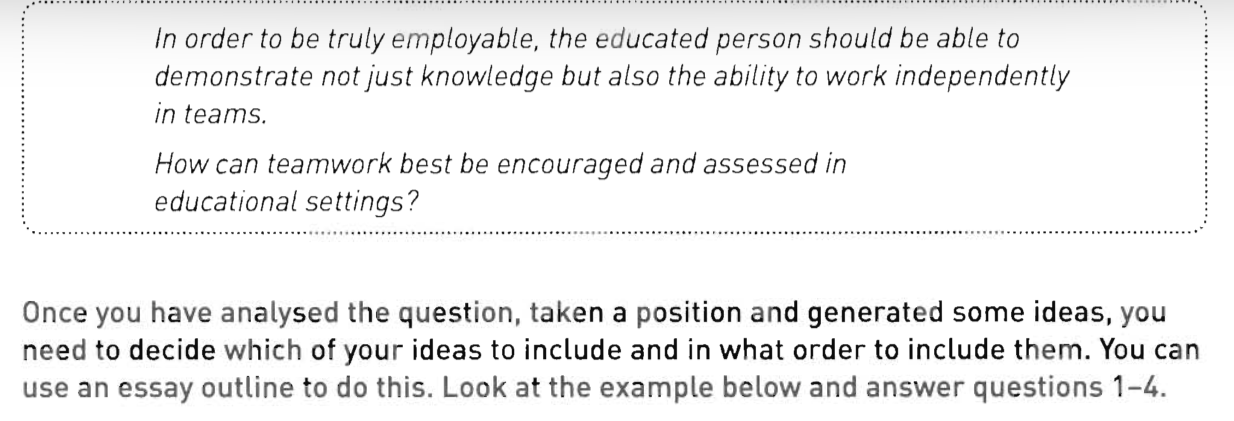 In order to be truly employable, the educated person should be able to
demonstrate not just knowledge but also the ability to work independently
in teams.
How can teamwork best be encouraged and assessed in
educational settings?
Once you have analysed the question, taken a position and generated some ideas, you
need to decide which of your ideas to include and in what order to include them. You can
use an essay outline to do this. Look at the example below and answer questions 1–4.